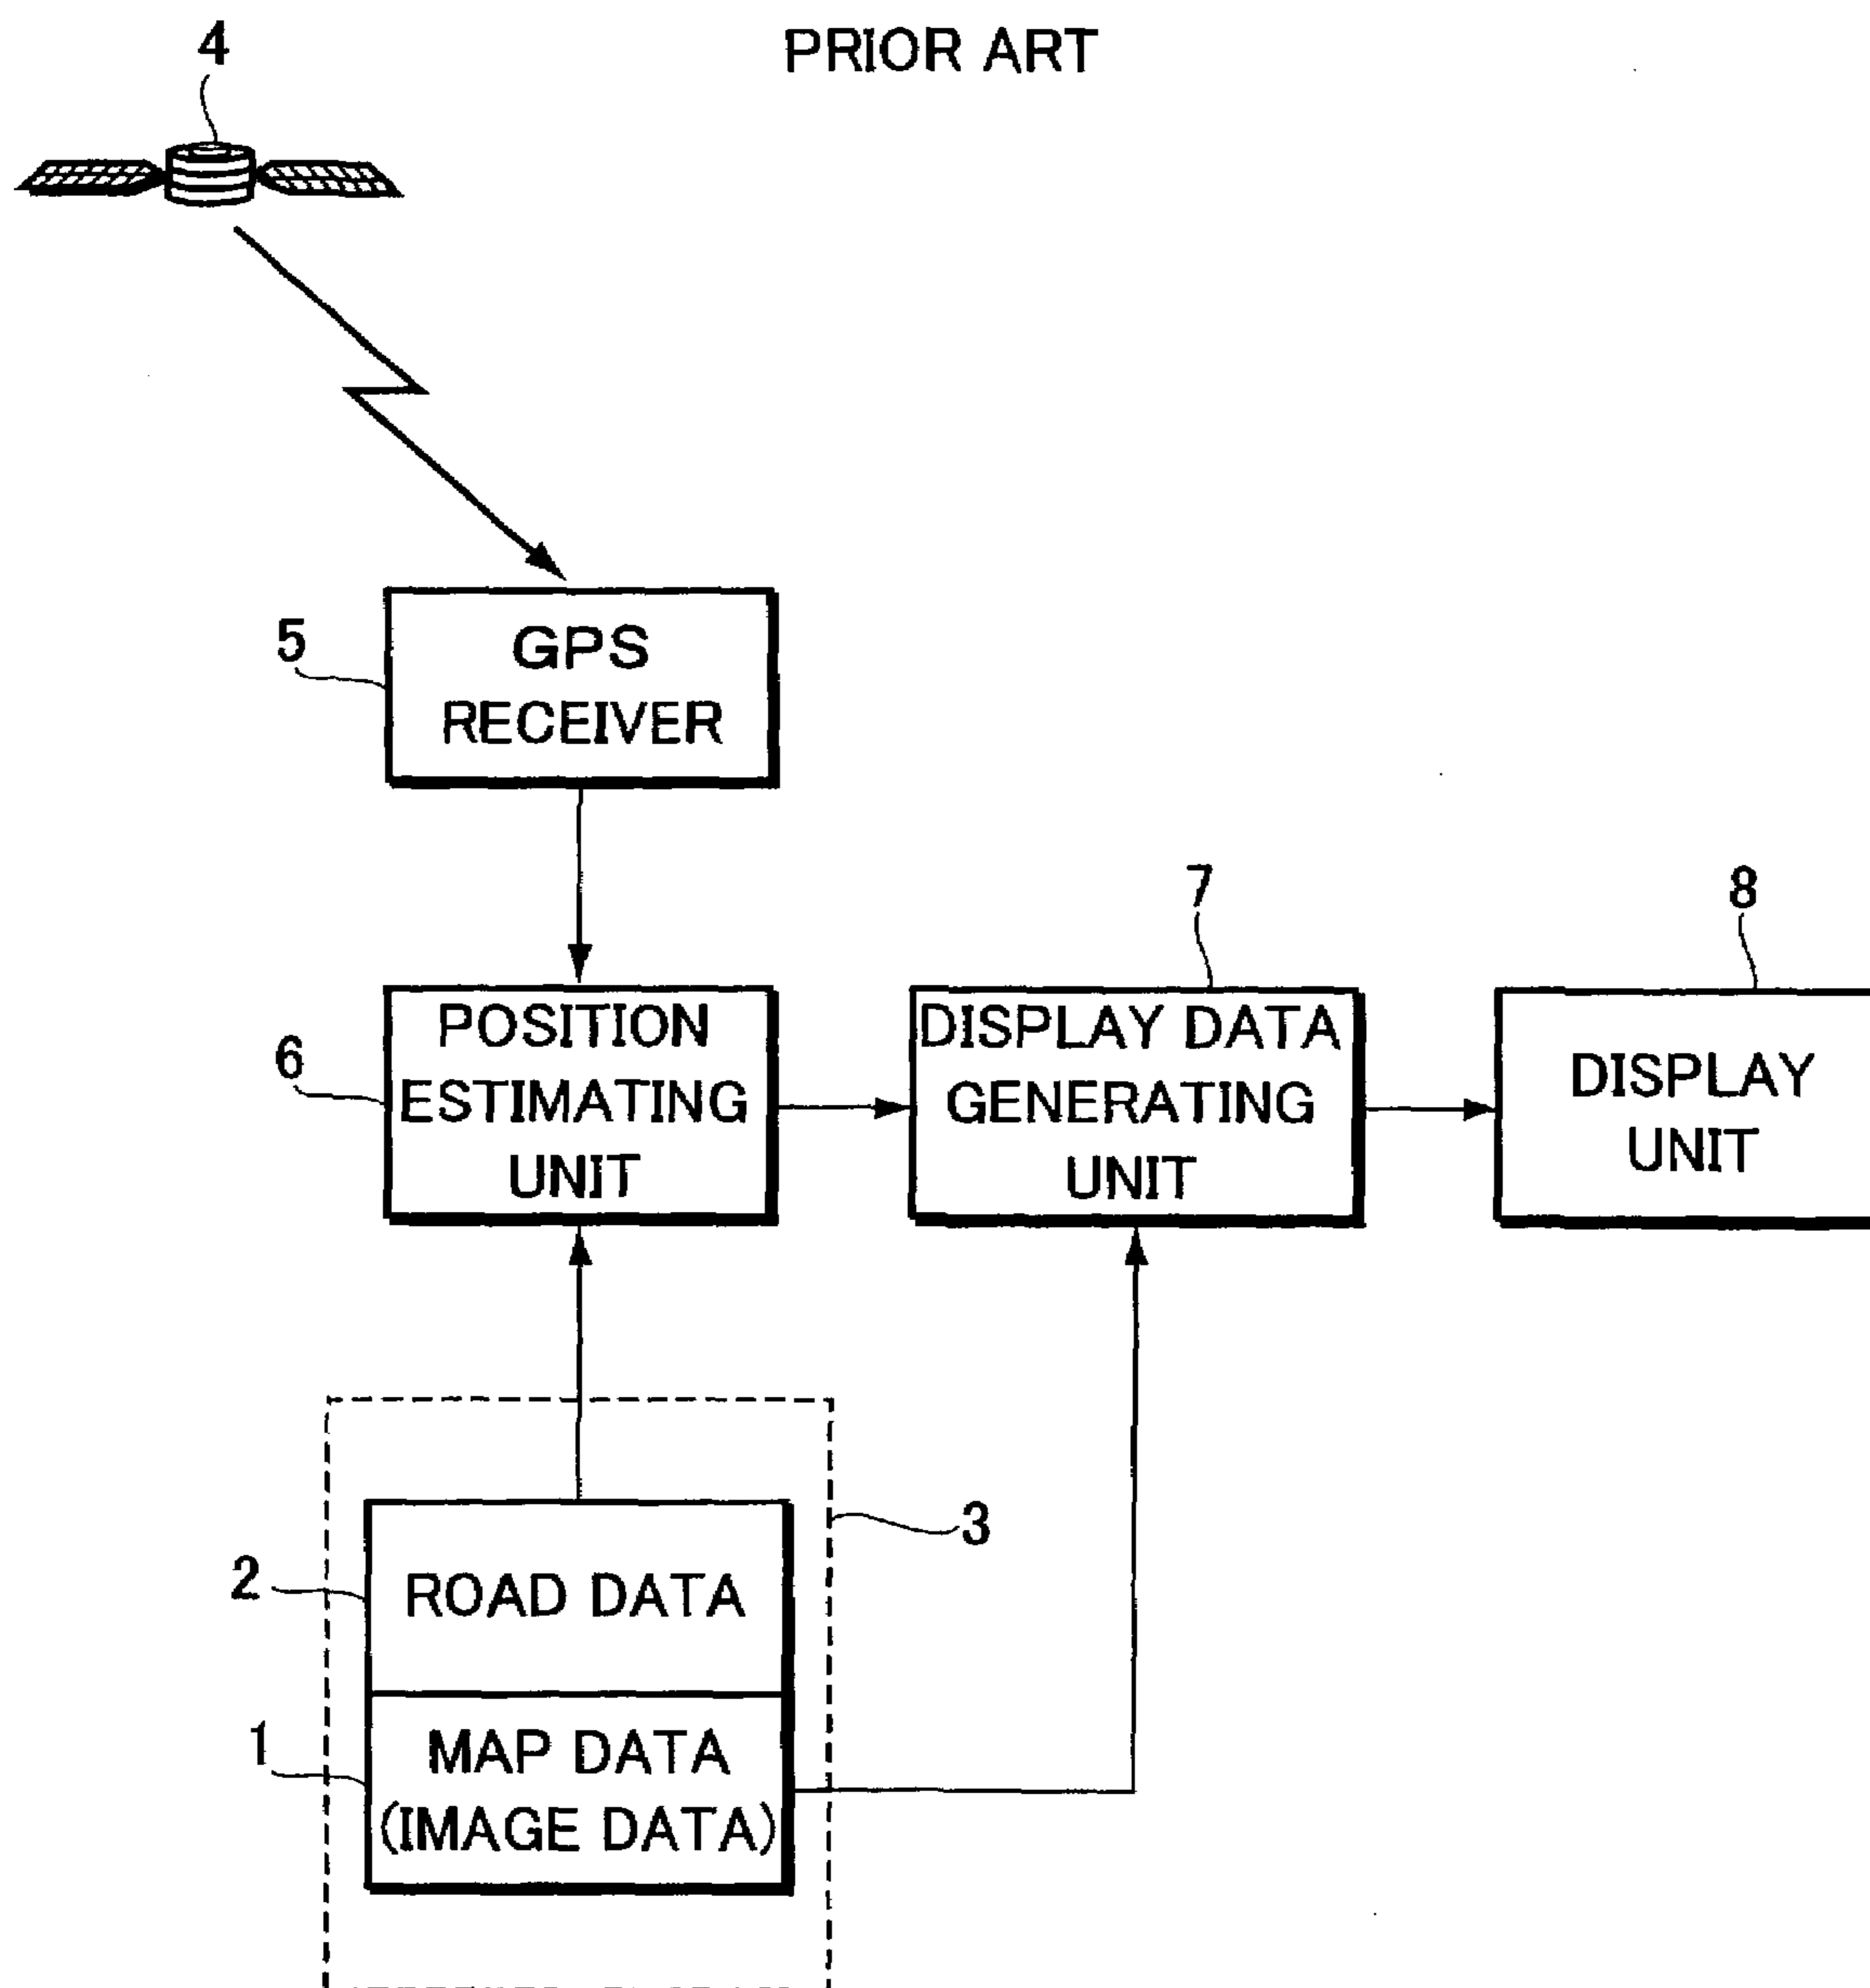 PRIOR ART
4
5
GPS
RECEIVER
7
8
6
POSITION
ESTIMATING
UNIT
DISPLAY DATA
GENERATING
UNIT
DISPLAY
UNIT
3
2
ROAD DATA
1
MAP DATA
(IMAGE DATA)